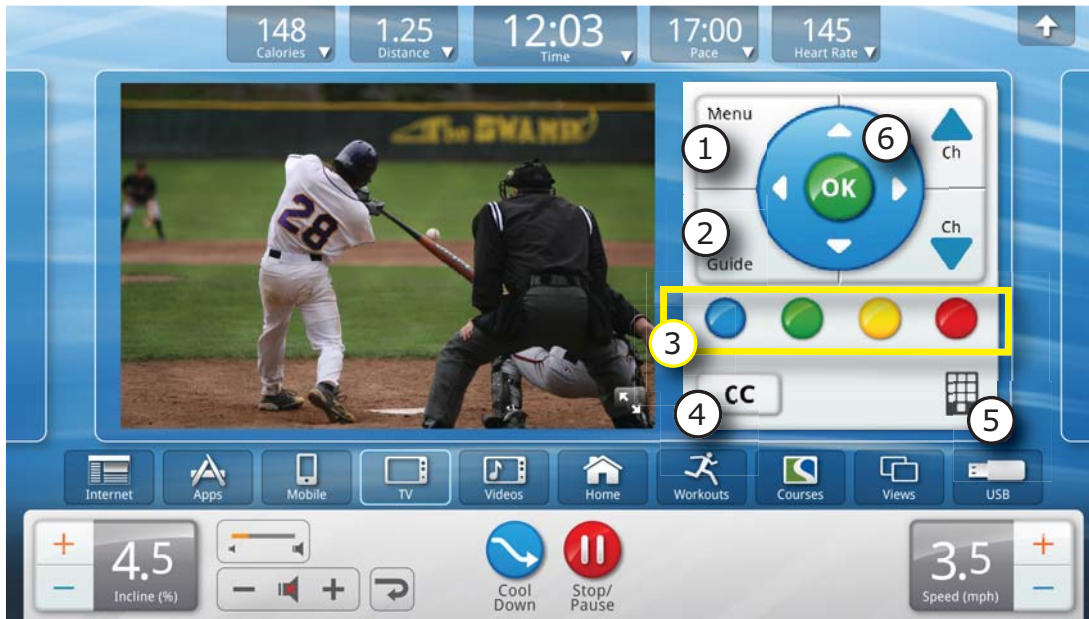 148
Calories
1.25
Distance
12:03
Time
17:00
Pace
145
Heart Rate
The SWAMP
28
Menu
1
6
Ch
OK
2
Guide
Ch
3
CC
4
5
Internet
Apps
Mobile
TV
Videos
Home
Workouts
Courses
Views
USB
+
4.5
−
Incline (%)
− +
Cool
Down
Stop/
Pause
3.5
Speed (mph)
+
−